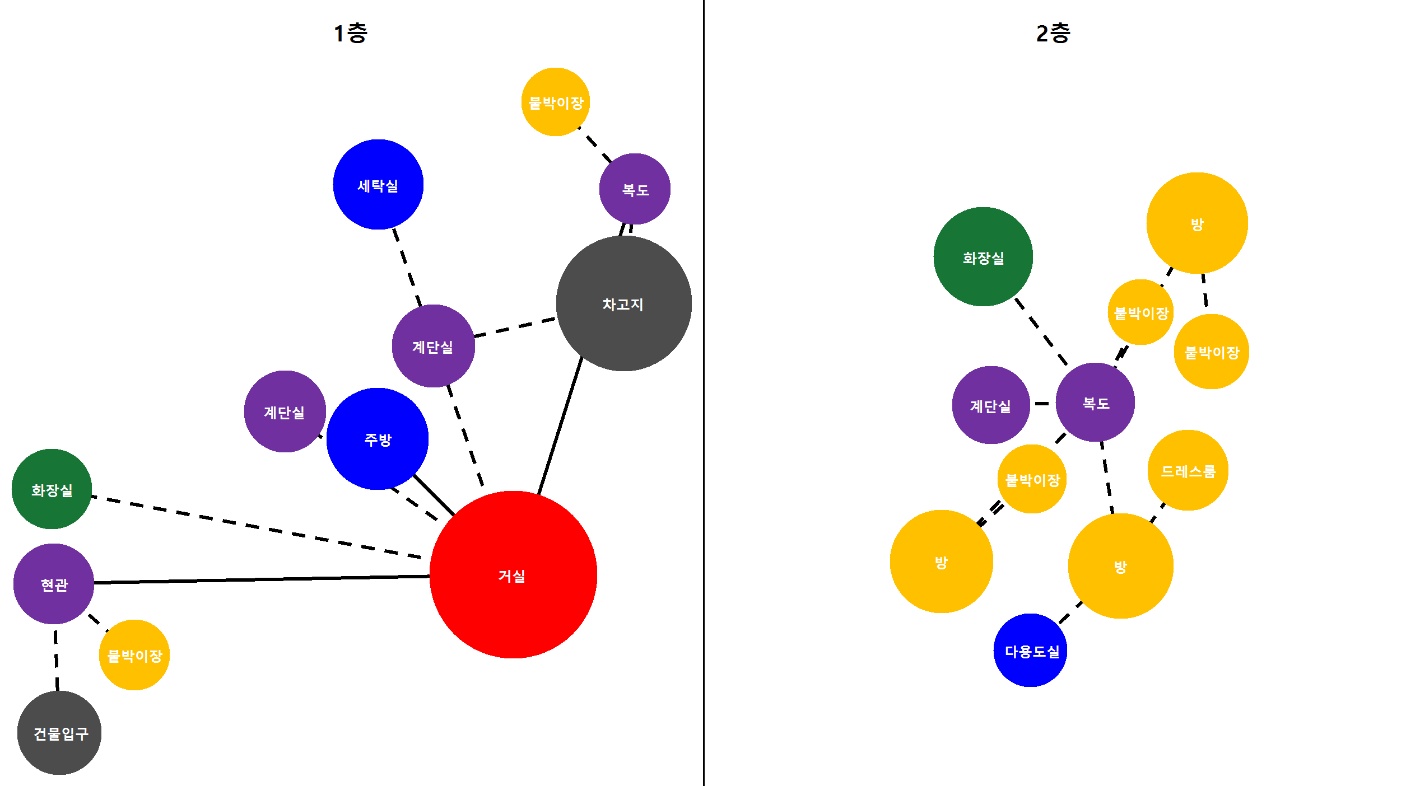 1층
붙박이장
세탁실
복도
차고지
계단실
계단실
주방
화장실
거실
현관
붙박이장
건물입구
2층
방
화장실
붙박이장
붙박이장
계단실
복도
드레스룸
붙박이장
방
방
다용도실